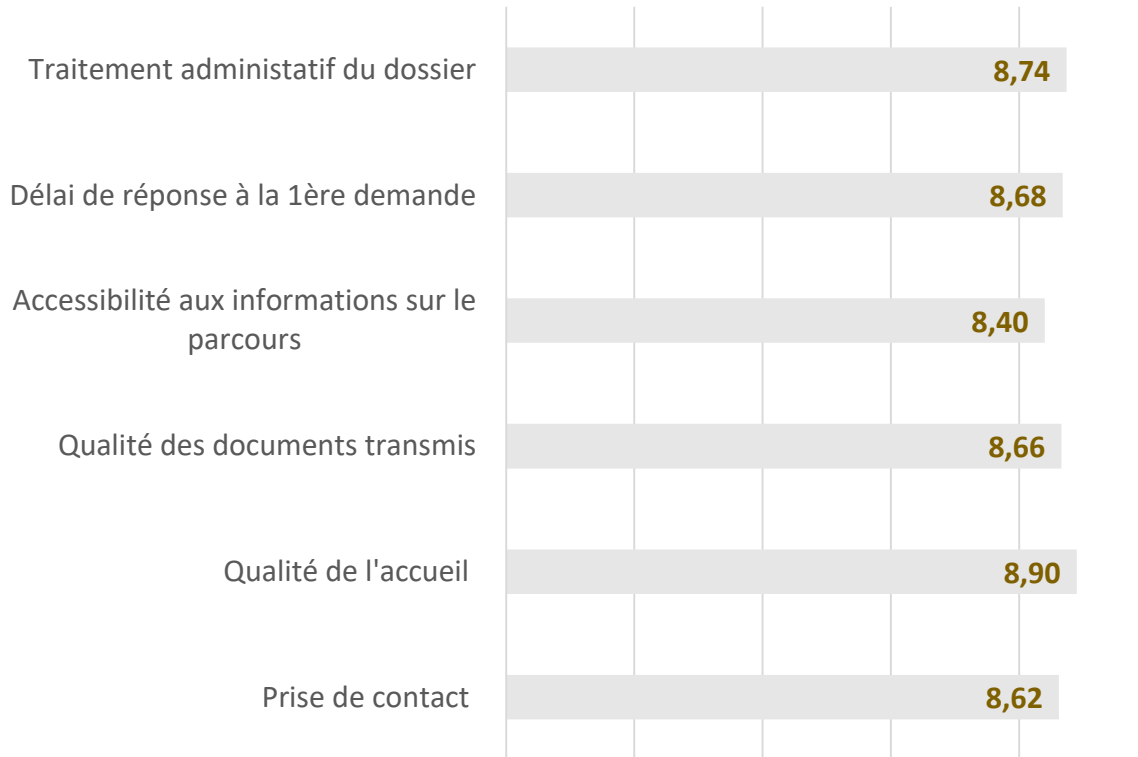 Traitement administatif du dossier 8,74
Délai de réponse à la 1ère demande 8,68
Accessibilité aux informations sur le
parcours 8,40
Qualité des documents transmis 8,66
Qualité de l'accueil 8,90
Prise de contact 8,62